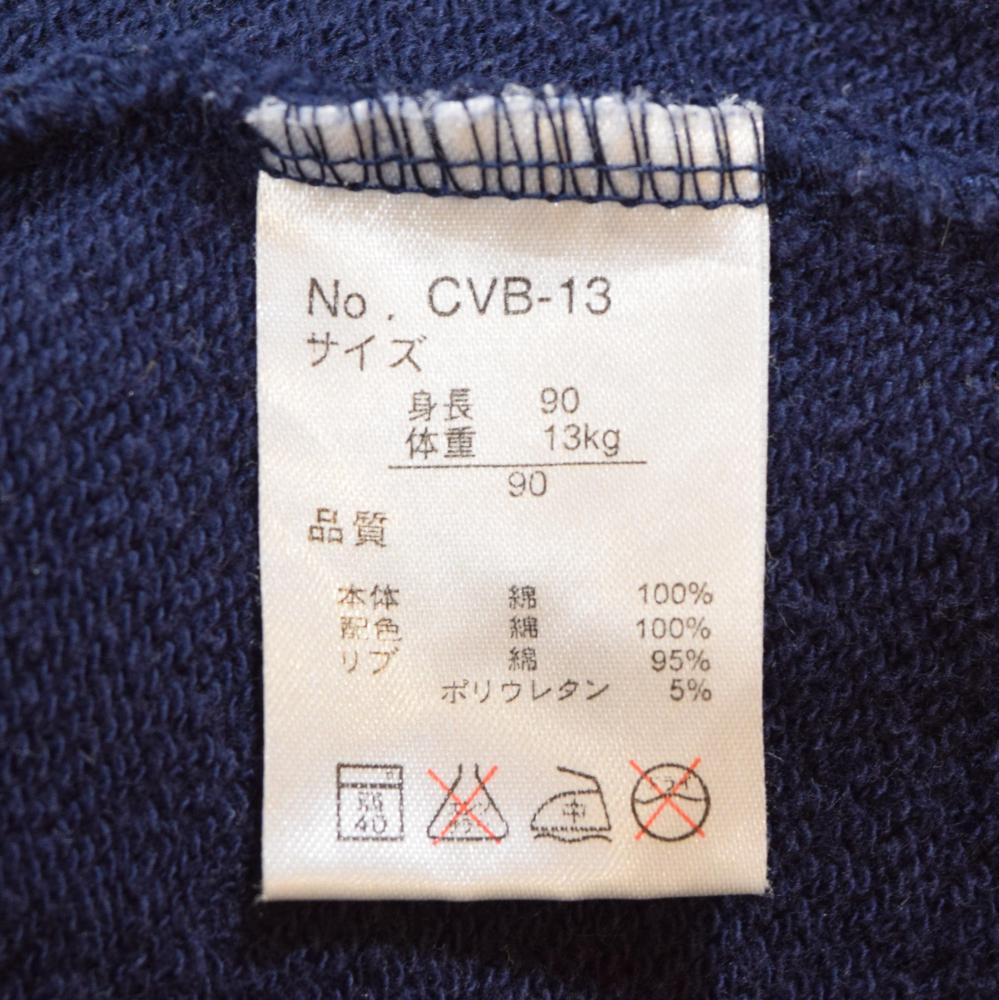 No. CVB-13
サイズ
身長 90
体重 13kg
90
品質
本体 綿 100%
配色 綿 100%
リブ 綿 95%
ポリウレタン 5%
40
中